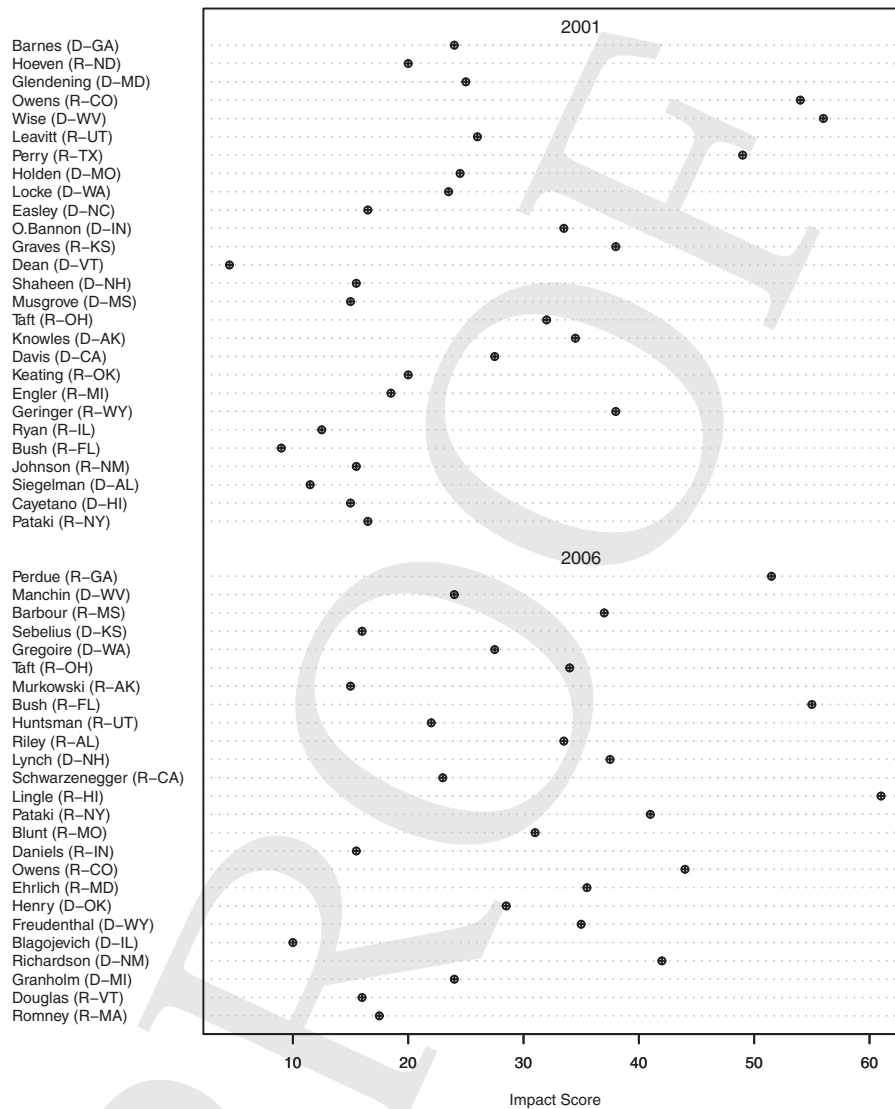 2001
Barnes (D−GA)
Hoeven (R−ND)
Glendening (D−MD)
Owens (R−CO)
Wise (D−WV)
Leavitt (R−UT)
Perry (R−TX)
Holden (D−MO)
Locke (D−WA)
Easley (D−NC)
O.Bannon (D−IN)
Graves (R−KS)
Dean (D−VT)
Shaheen (D−NH)
Musgrove (D−MS)
Taft (R−OH)
Knowles (D−AK)
Davis (D−CA)
Keating (R−OK)
Engler (R−MI)
Geringer (R−WY)
Ryan (R−IL)
Bush (R−FL)
Johnson (R−NM)
Siegelman (D−AL)
Cayetano (D−HI)
Pataki (R−NY)
2006
Perdue (R−GA)
Manchin (D−WV)
Barbour (R−MS)
Sebelius (D−KS)
Gregoire (D−WA)
Taft (R−OH)
Murkowski (R−AK)
Bush (R−FL)
Huntsman (R−UT)
Riley (R−AL)
Lynch (D−NH)
Schwarzenegger (R−CA)
Lingle (R−HI)
Pataki (R−NY)
Blunt (R−MO)
Daniels (R−IN)
Owens (R−CO)
Ehrlich (R−MD)
Henry (D−OK)
Freudenthal (D−WY)
Blagojevich (D−IL)
Richardson (D−NM)
Granholm (D−MI)
Douglas (R−VT)
Romney (R−MA)
10 20 30 40 50 60
Impact Score
PROOF